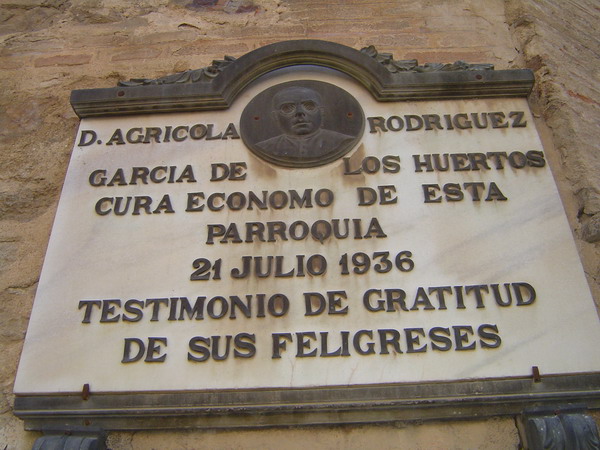 D. AGRICOLA RODRIGUEZ
GARCIA DE LOS HUERTOS
CURA ECONOMO DE ESTA
PARROQUIA
21 JULIO 1936
TESTIMONIO DE GRATITUD
DE SUS FELIGRESES